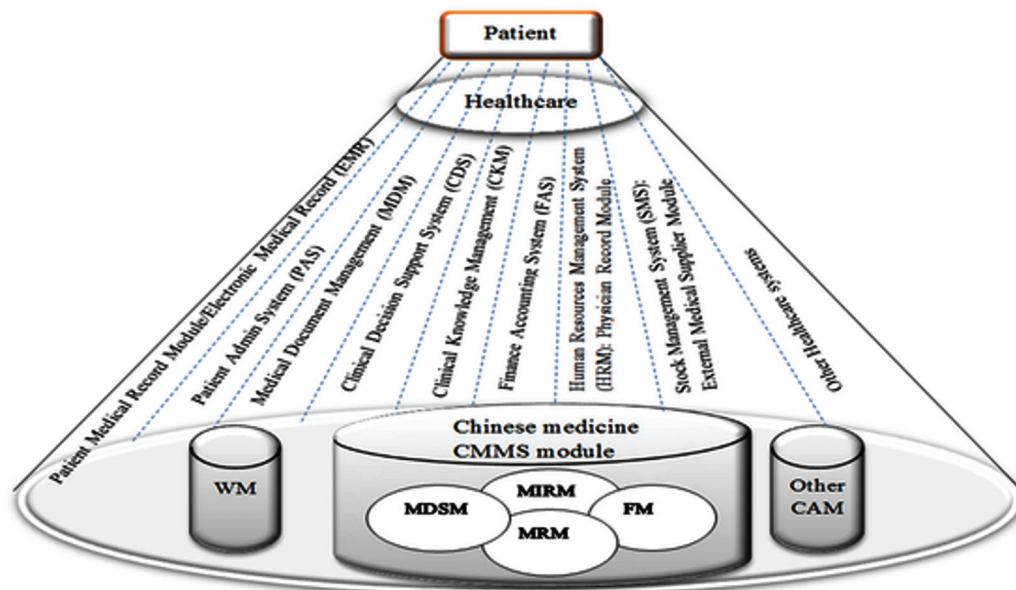 Patient
Healthcare
Patient Medical Record Module/Electronic Medical Record (EMR)
Patient Admin System (PAS)
Medical Document Management (MDM)
Clinical Decision Support System (CDS)
Clinical Knowledge Management (CKM)
Finance Accounting System (FAS)
Human Resources Management System
(HRM): Physician Record Module
Stock Management System (SMS):
External Medical Supplier Module
Other Healthcare systems
Chinese medicine
CMMS module
WM
MDSM
MIRM
FM
MRM
Other
CAM